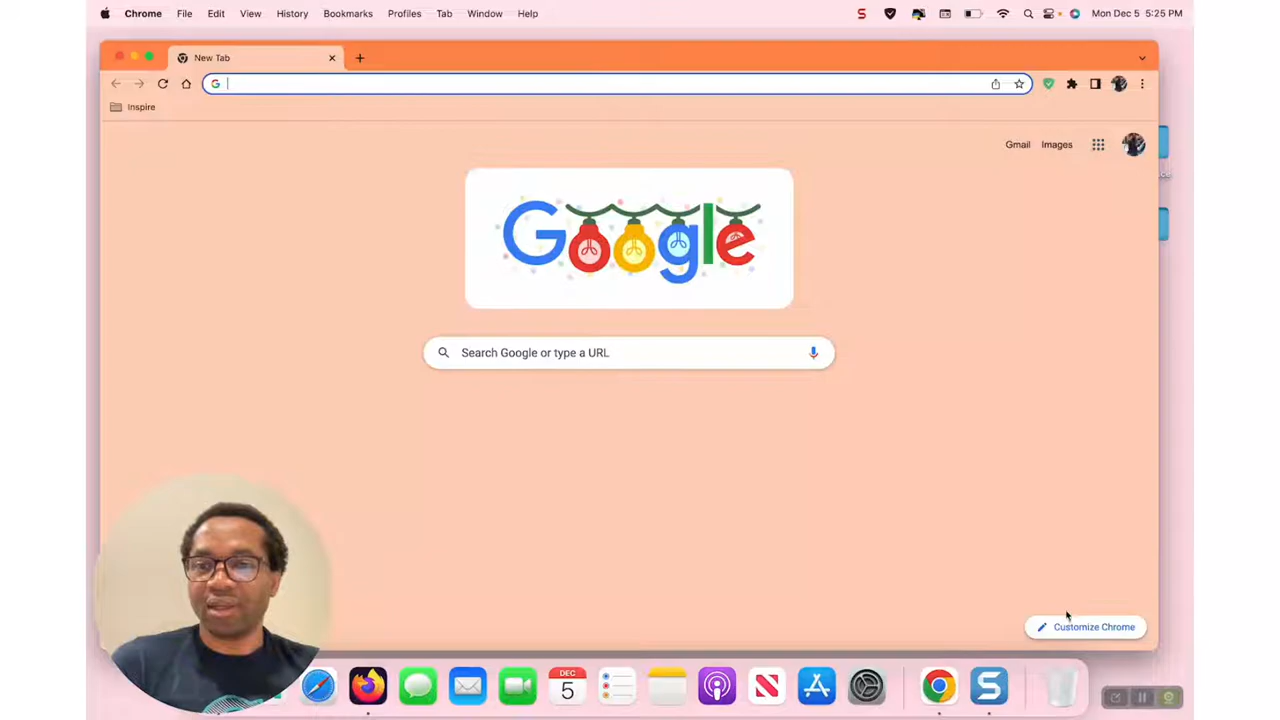 Chrome File Edit View History Bookmarks Profiles Tab Window Help Mon Dec 5 5:25 PM
New Tab
Inspire
Gmail Images
Google
Search Google or type a URL
Customize Chrome
DEC
5